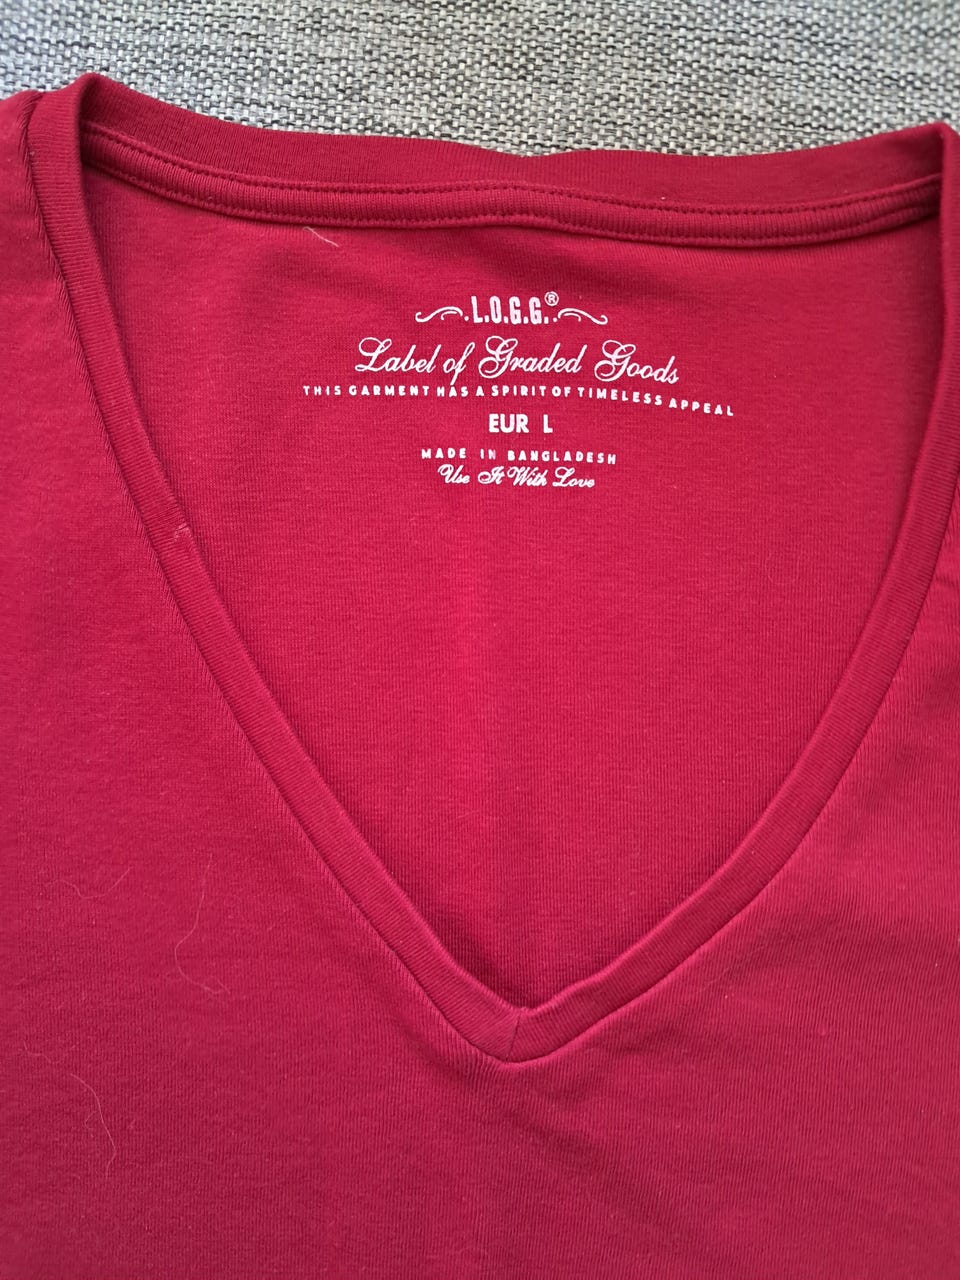 .L.O.G.G.®.
Label of Graded Goods
THIS GARMENT HAS A SPIRIT OF TIMELESS APPEAL
EUR L
MADE IN BANGLADESH
Use It With Love